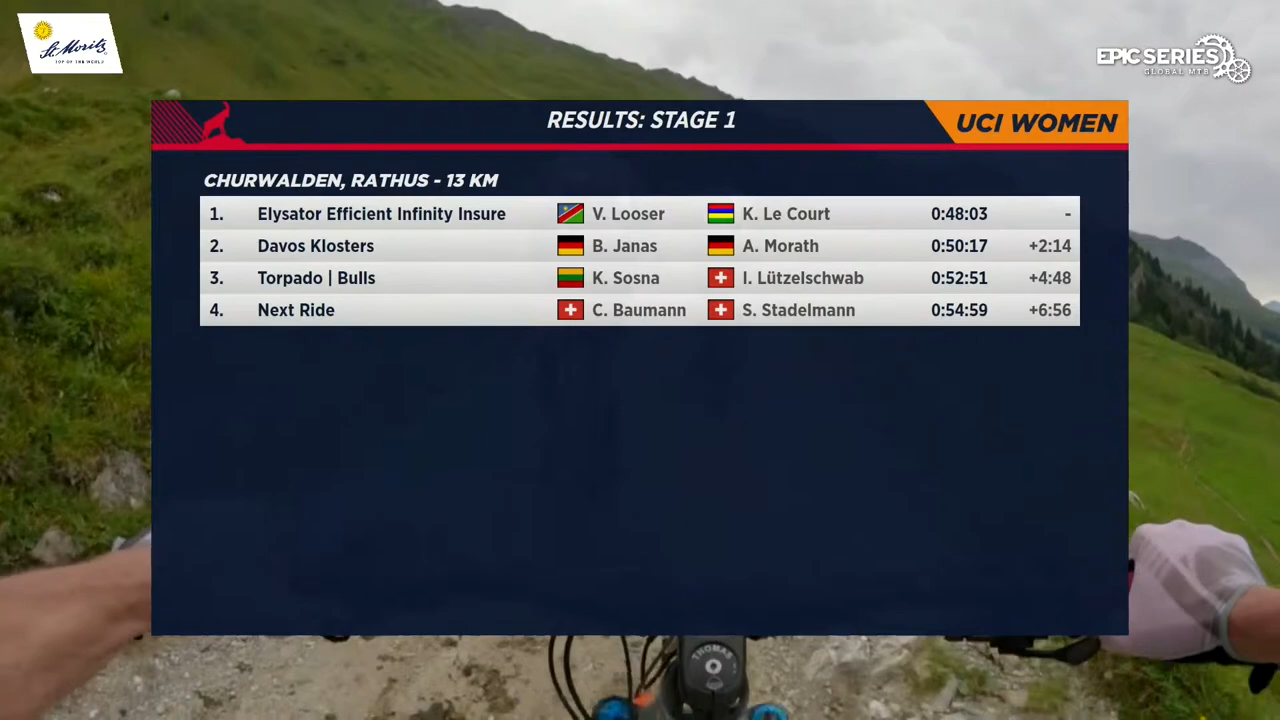 St. Moritz
TOP OF THE WORLD
EPIC SERIES
GLOBAL MTB
RESULTS: STAGE 1
UCI WOMEN
CHURWALDEN, RATHUS - 13 KM
1. Elysator Efficient Infinity Insure V. Looser K. Le Court 0:48:03 -
2. Davos Klosters B. Janas A. Morath 0:50:17 +2:14
3. Torpado | Bulls K. Sosna I. Lützelschwab 0:52:51 +4:48
4. Next Ride C. Baumann S. Stadelmann 0:54:59 +6:56
THOMAS